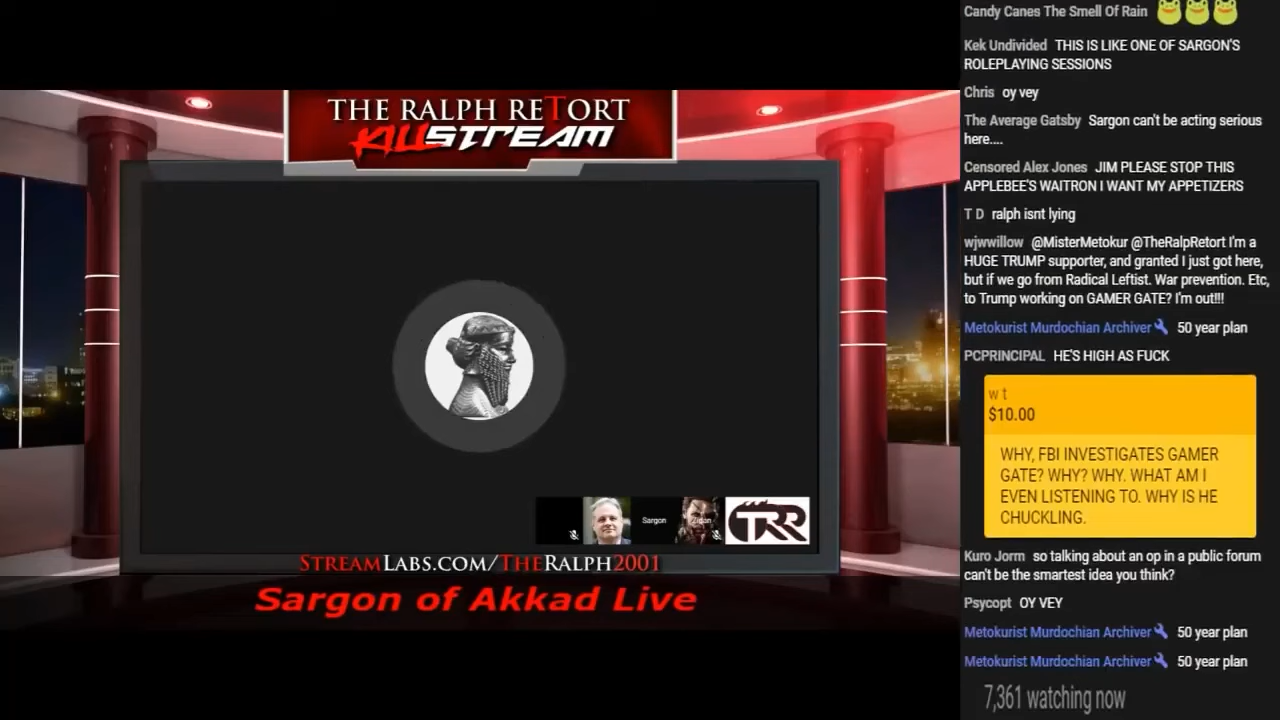 THE RALPH RETORT
KILLSTREAM
Sargon
Zidan
TRR
STREAMLABS.COM/THERALPH2001
Sargon of Akkad Live
Candy Canes The Smell Of Rain
Kek Undivided THIS IS LIKE ONE OF SARGON'S
ROLEPLAYING SESSIONS
Chris oy vey
The Average Gatsby Sargon can't be acting serious
here....
Censored Alex Jones JIM PLEASE STOP THIS
APPLEBEE'S WAITRON I WANT MY APPETIZERS
T D ralph isnt lying
wjwwillow @MisterMetokur @TheRalpRetort I'm a
HUGE TRUMP supporter, and granted I just got here,
but if we go from Radical Leftist. War prevention. Etc,
to Trump working on GAMER GATE? I'm out!!!
Metokurist Murdochian Archiver 50 year plan
PCPRINCIPAL HE'S HIGH AS FUCK
w t
$10.00
WHY, FBI INVESTIGATES GAMER
GATE? WHY? WHY. WHAT AM I
EVEN LISTENING TO. WHY IS HE
CHUCKLING.
Kuro Jorm so talking about an op in a public forum
can't be the smartest idea you think?
Psycopt OY VEY
Metokurist Murdochian Archiver 50 year plan
Metokurist Murdochian Archiver 50 year plan
7,361 watching now